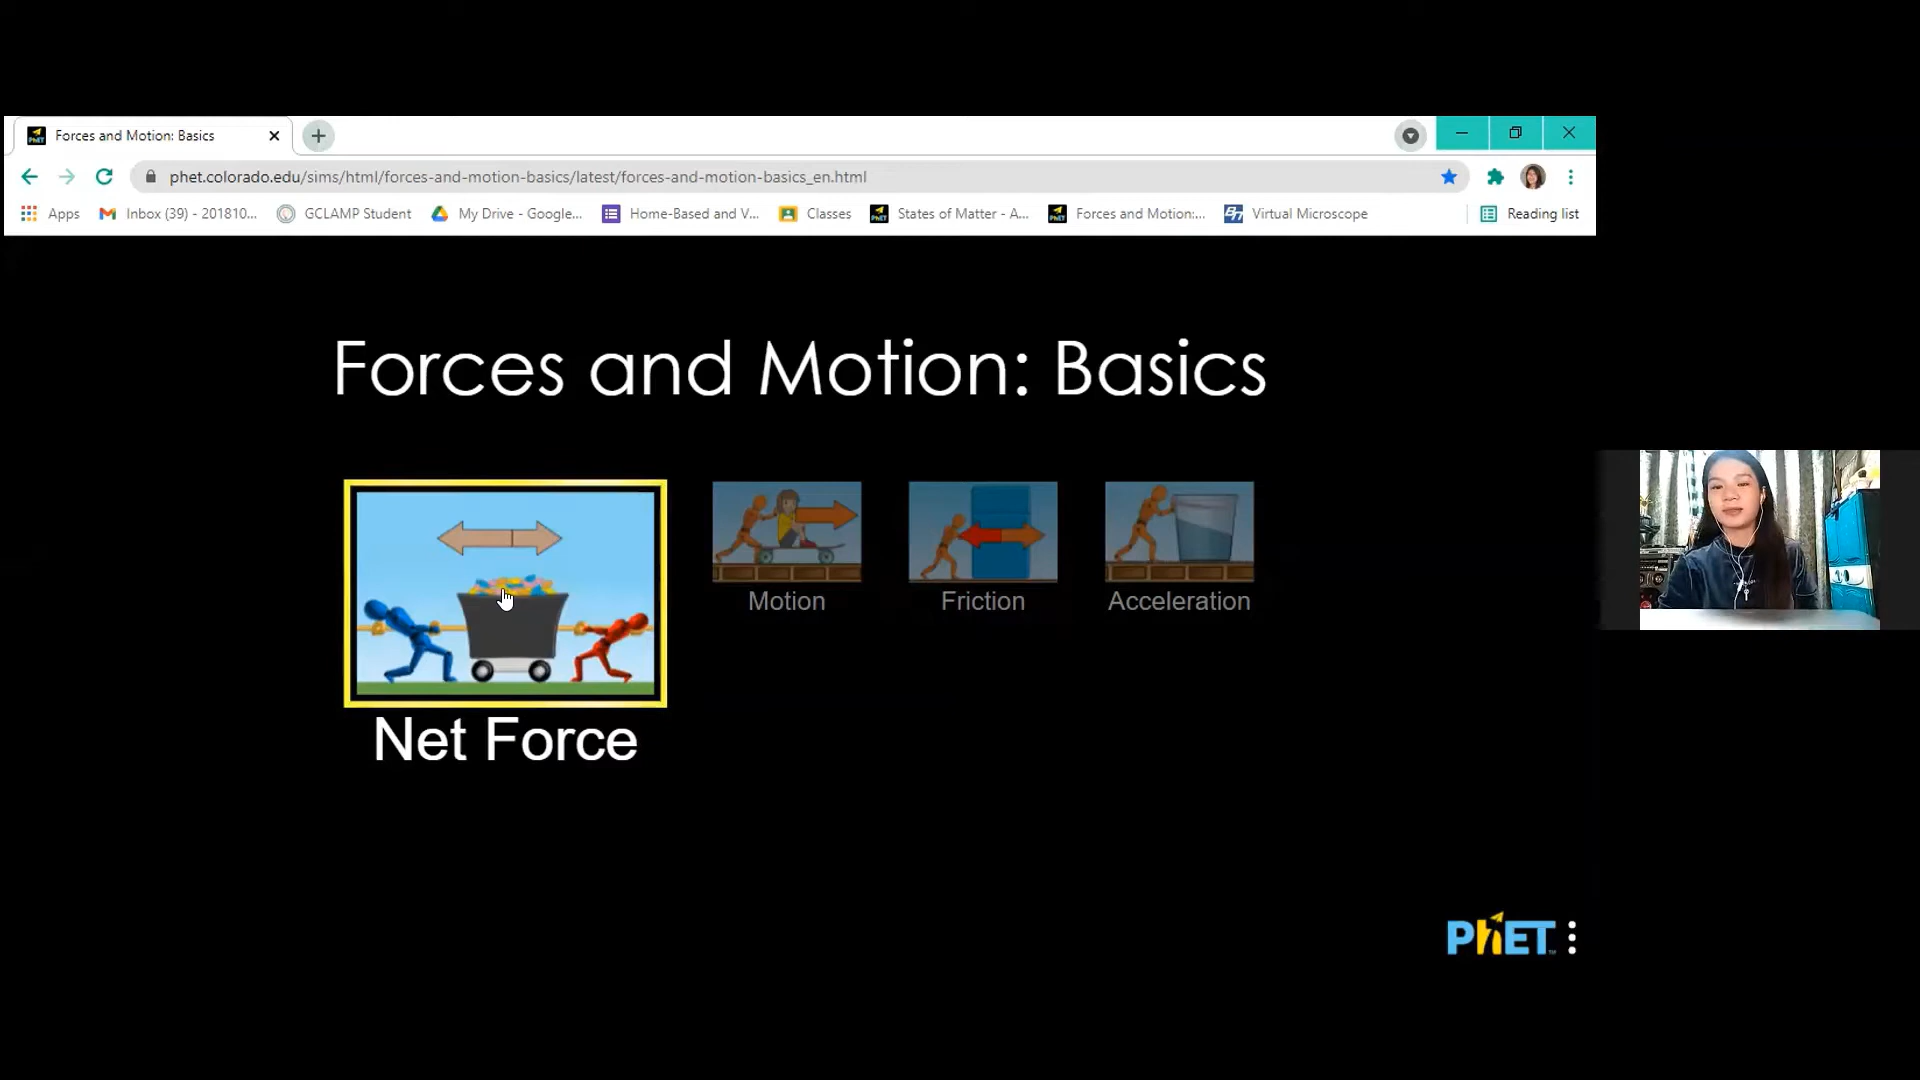 Forces and Motion: Basics
phet.colorado.edu/sims/html/forces-and-motion-basics/latest/forces-and-motion-basics_en.html
Apps Inbox (39) - 201810... GCLAMP Student My Drive - Google... Home-Based and V... Classes States of Matter - A... Forces and Motion:... Virtual Microscope Reading list
Forces and Motion: Basics
Motion Friction Acceleration
Net Force
PhET